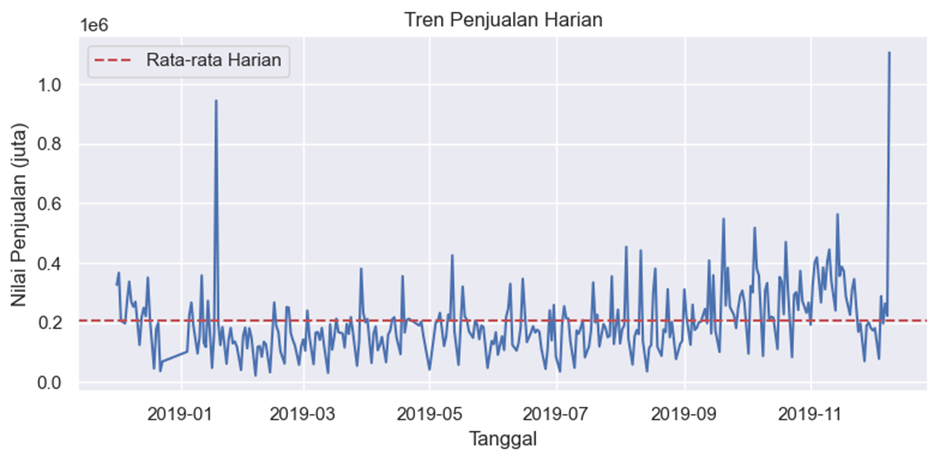 Tren Penjualan Harian
1e6
Rata-rata Harian
Nilai Penjualan (juta)
1.0
0.8
0.6
0.4
0.2
0.0
2019-01 2019-03 2019-05 2019-07 2019-09 2019-11
Tanggal